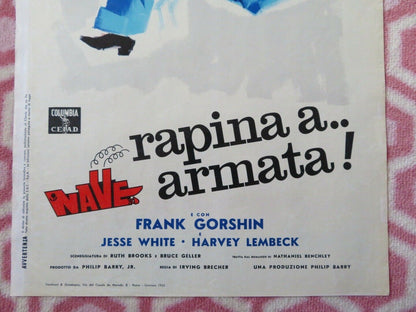 COLUMBIA
CEIAD
rapina a..
NAVE.. armata!
E CON
FRANK GORSHIN
E
JESSE WHITE • HARVEY LEMBECK
SCENEGGIATURA DI RUTH BROOKS E BRUCE GELLER TRATTA DAL ROMANZO DI NATHANIEL BENCHLEY
PRODOTTO DA PHILIP BARRY, JR. REGIA DI IRVING BRECHER UNA PRODUZIONE PHILIP BARRY
AVVERTENZA